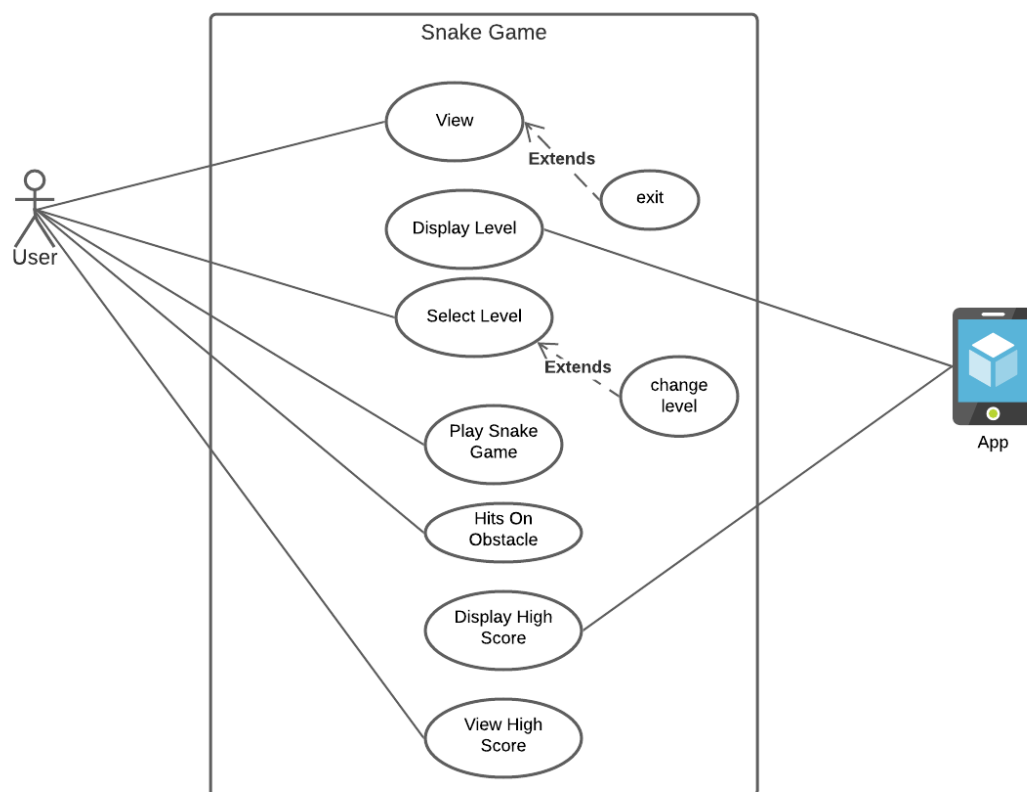 Snake Game
View
Extends
exit
User
Display Level
Select Level
Extends
change
level
App
Play Snake
Game
Hits On
Obstacle
Display High
Score
View High
Score